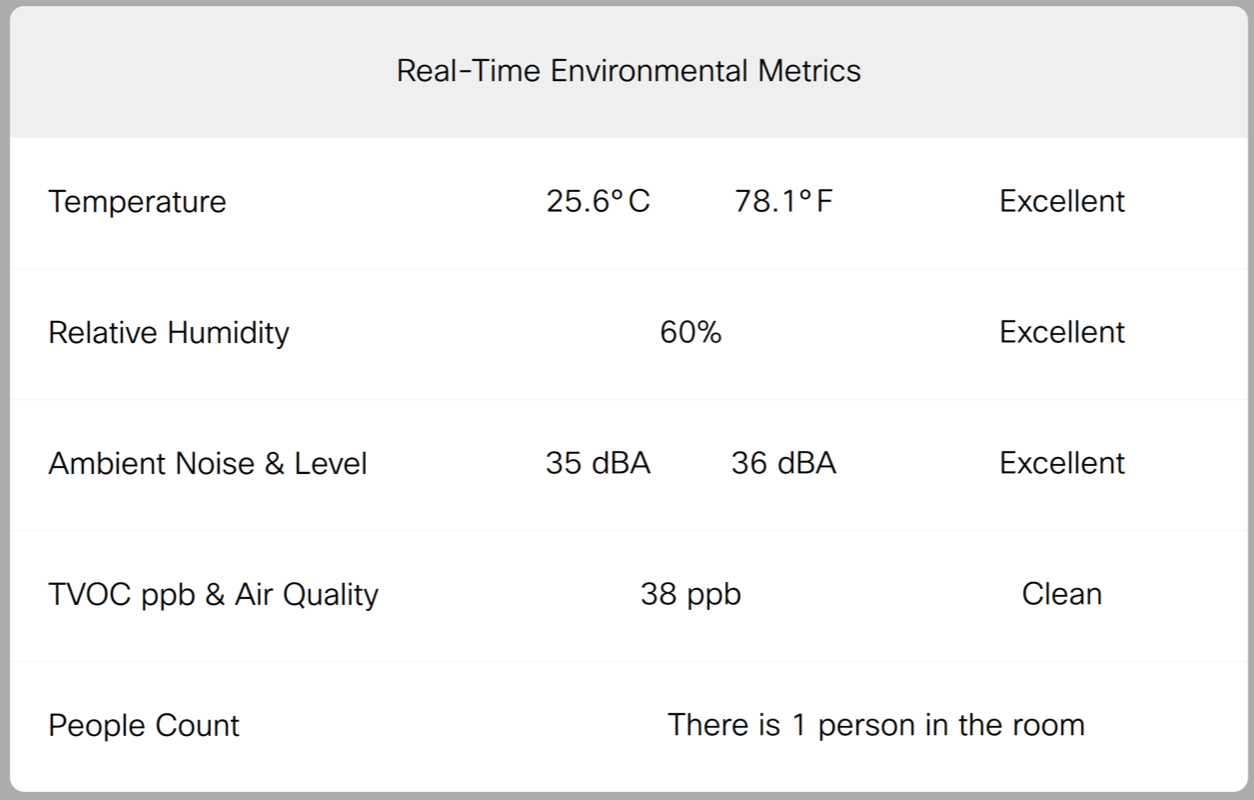 Real-Time Environmental Metrics
Temperature 25.6° C 78.1° F Excellent
Relative Humidity 60% Excellent
Ambient Noise & Level 35 dBA 36 dBA Excellent
TVOC ppb & Air Quality 38 ppb Clean
People Count There is 1 person in the room